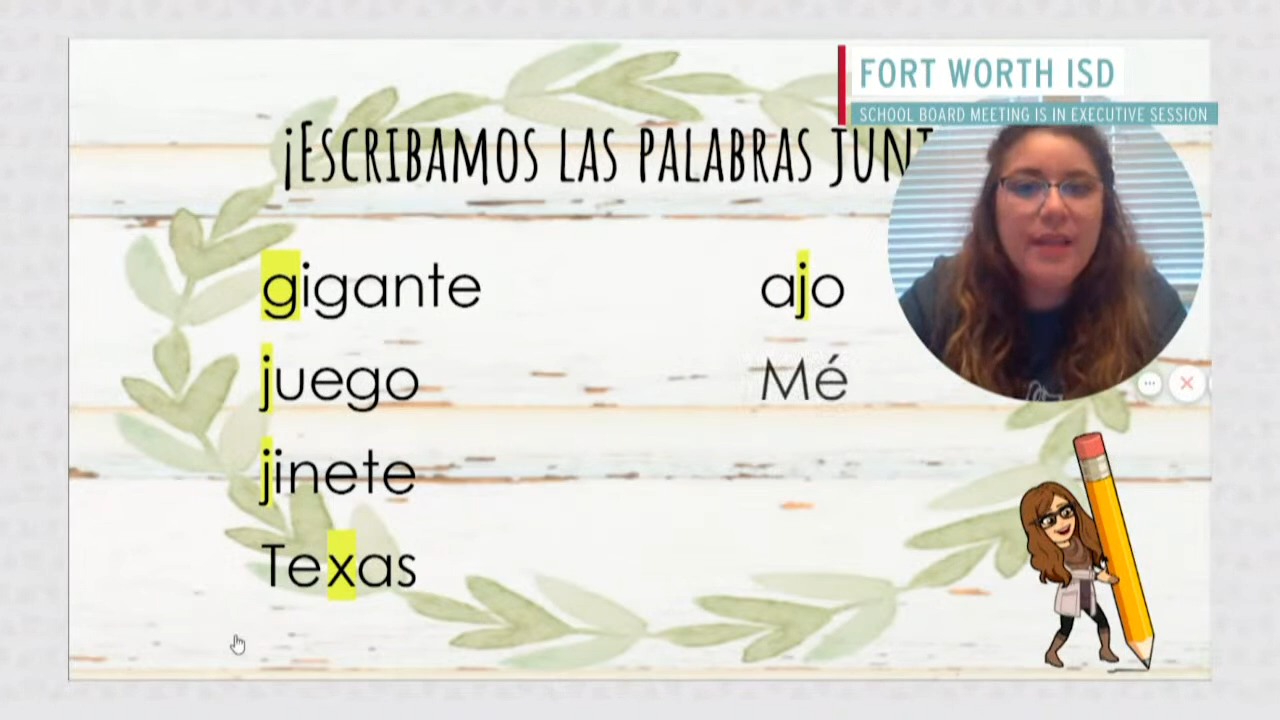 FORT WORTH ISD
SCHOOL BOARD MEETING IS IN EXECUTIVE SESSION
¡ESCRIBAMOS LAS PALABRAS
gigante
juego
jinete
Texas
ajo
Mé